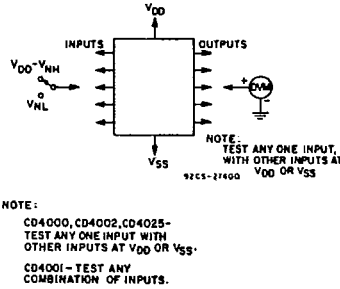 VDD
INPUTS
OUTPUTS
VDD-VNH
VNL
+
DVM
-
VSS
NOTE:
TEST ANY ONE INPUT,
WITH OTHER INPUTS AT
VDD OR VSS
92CS-27400
NOTE:
CD4000, CD4002, CD4025-
TEST ANY ONE INPUT WITH
OTHER INPUTS AT VDD OR VSS.
CD4001- TEST ANY
COMBINATION OF INPUTS.